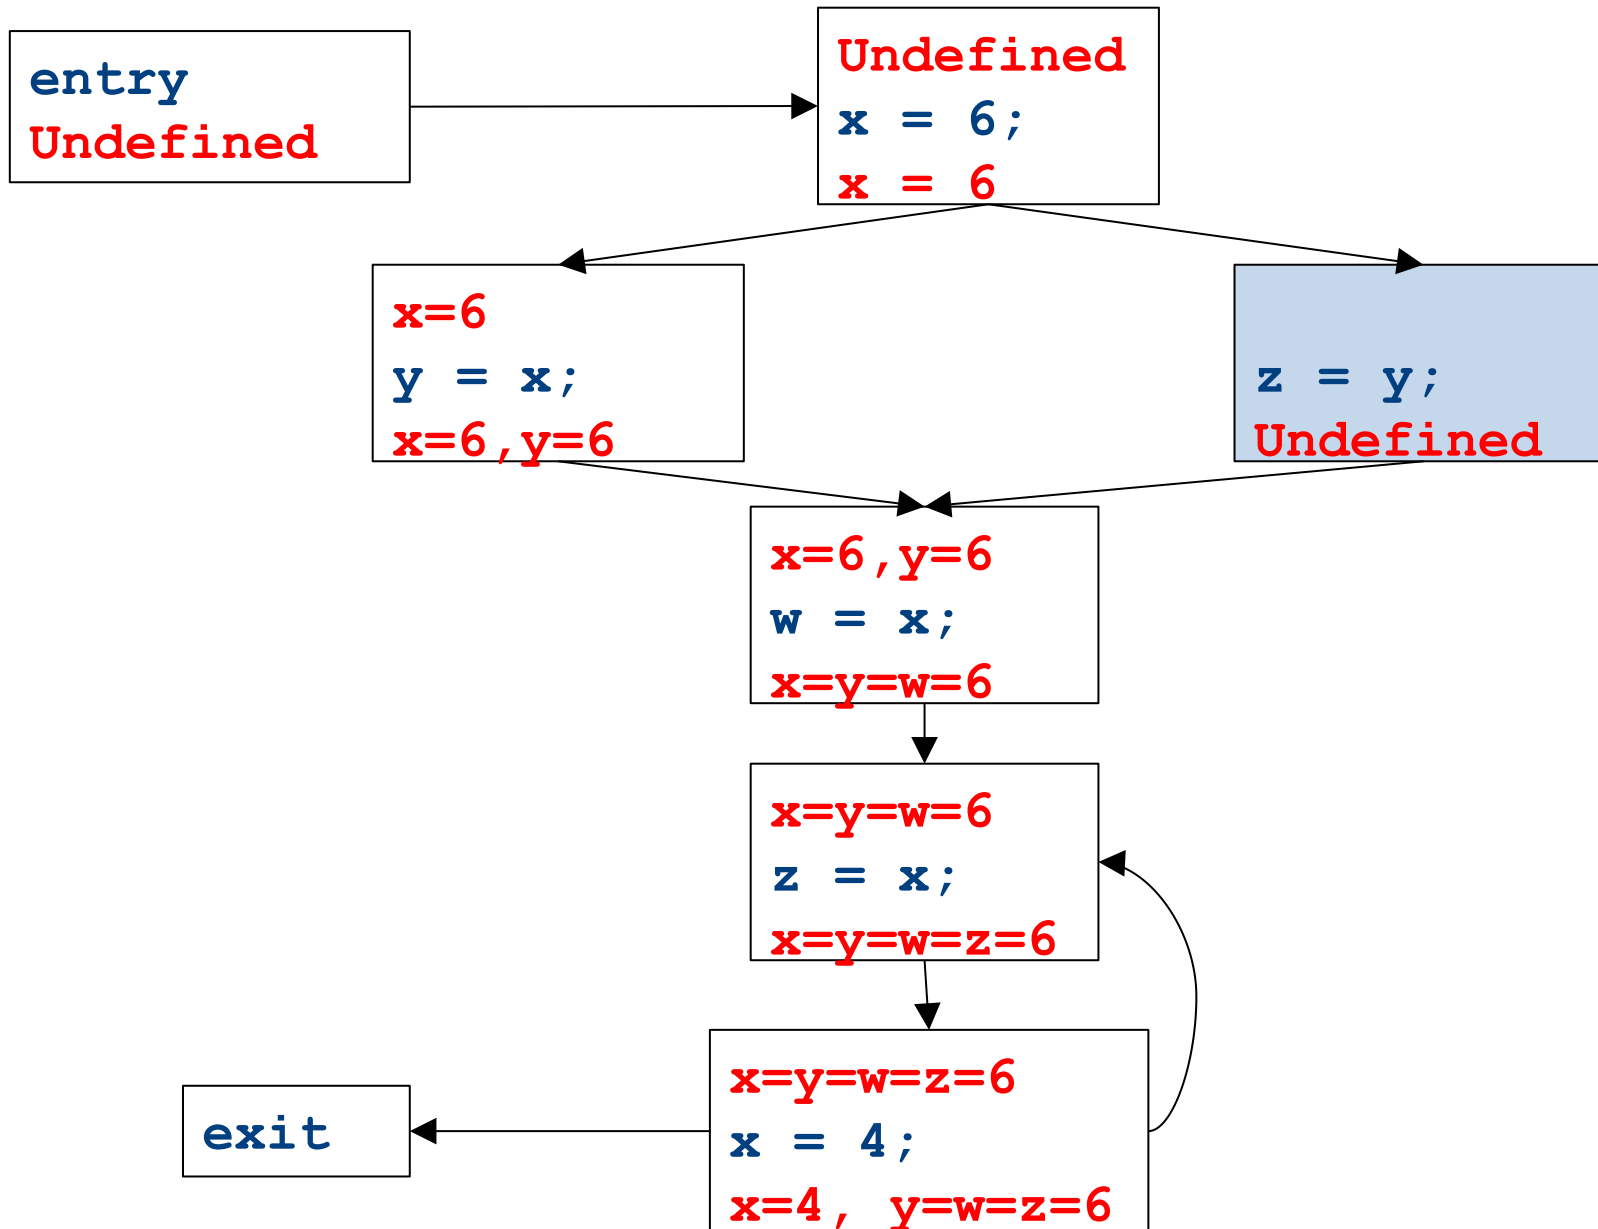 entry
Undefined
Undefined
x = 6;
x = 6
x=6
y = x;
x=6,y=6
z = y;
Undefined
x=6,y=6
w = x;
x=y=w=6
x=y=w=6
z = x;
x=y=w=z=6
x=y=w=z=6
x = 4;
x=4, y=w=z=6
exit